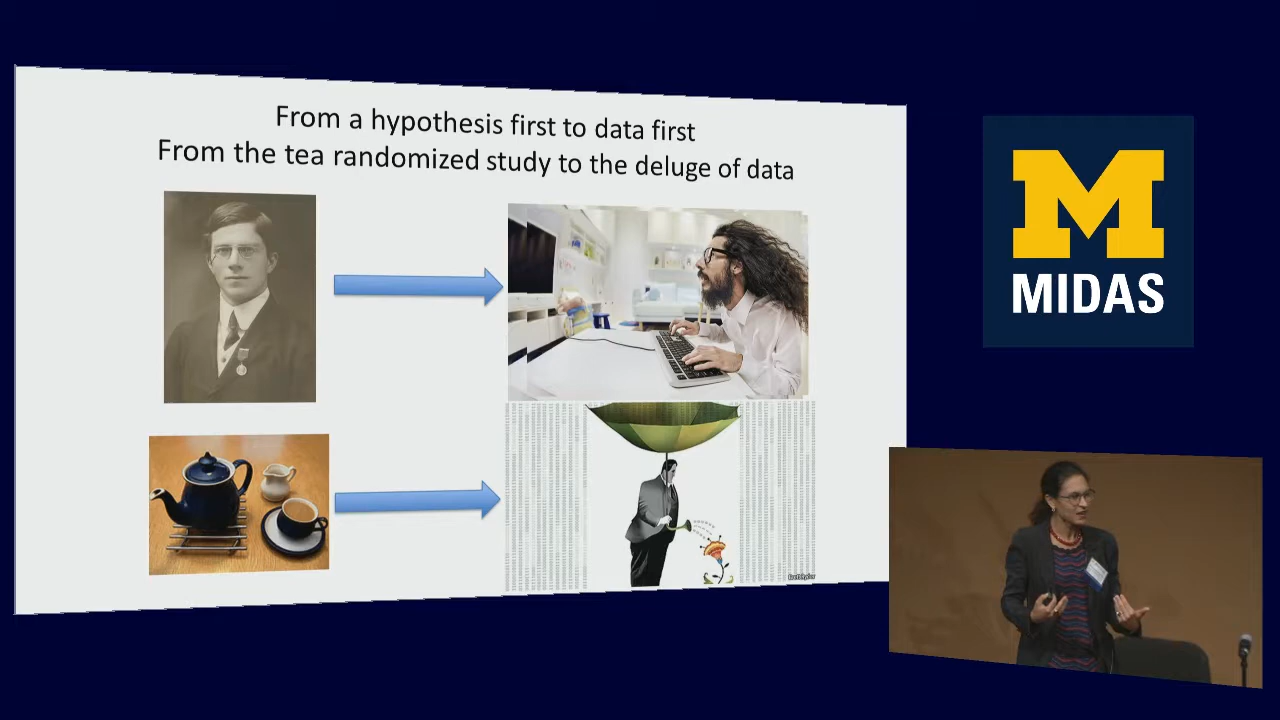 From a hypothesis first to data first
From the tea randomized study to the deluge of data
M
MIDAS